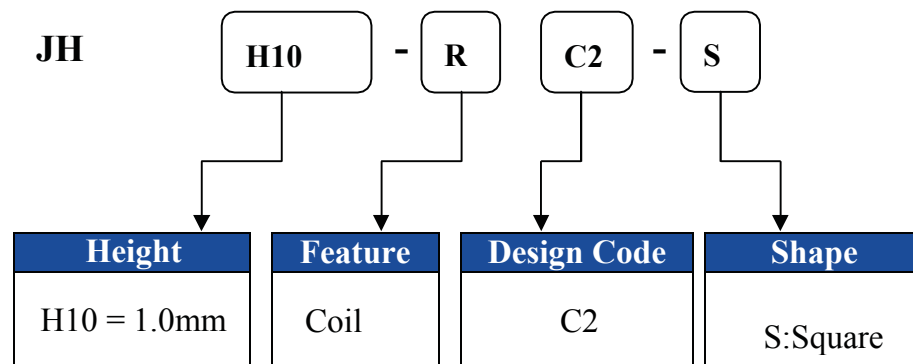 JH H10 - R C2 - S
Height Feature Design Code Shape
H10 = 1.0mm Coil C2 S:Square